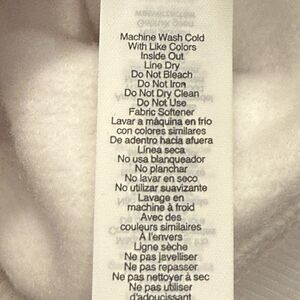 Machine Wash Cold
With Like Colors
Inside Out
Line Dry
Do Not Bleach
Do Not Iron
Do Not Dry Clean
Do Not Use
Fabric Softener
Lavar a máquina en frio
con colores similares
De adentro hacia afuera
Línea seca
No usa blanqueador
No planchar
No lavar en seco
No utilizar suavizante
Lavage en
machine à froid
Avec des
couleurs similaires
À l'envers
Ligne sèche
Ne pas javelliser
Ne pas repasser
Ne pas nettoyer à sec
Ne pas utiliser
d'adoucissant